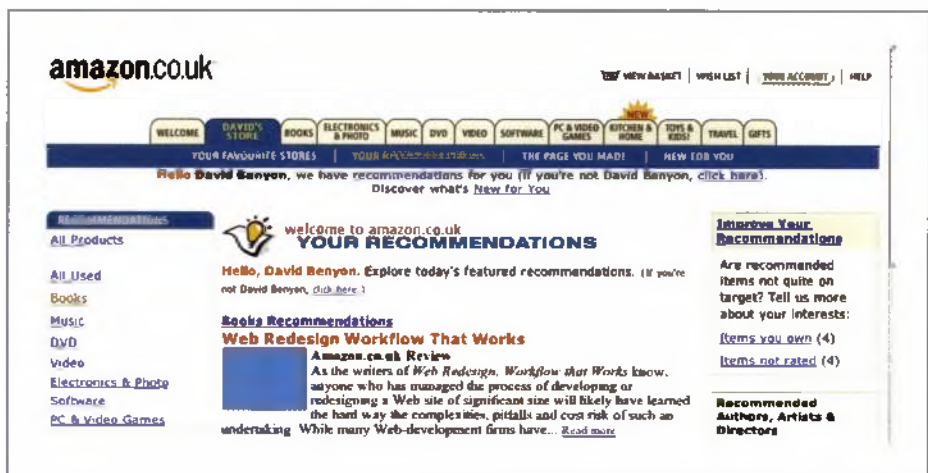 amazon.co.uk
VIEW BASKET | WISH LIST | YOUR ACCOUNT | HELP
NEW
WELCOME
DAVID'S STORE
BOOKS
ELECTRONICS & PHOTO
MUSIC
DVD
VIDEO
SOFTWARE
PC & VIDEO GAMES
KITCHEN & HOME
TOYS & KIDS!
TRAVEL
GIFTS
YOUR FAVOURITE STORES | YOUR RECOMMENDATIONS | THE PAGE YOU MADE! | NEW FOR YOU
Hello David Banyon, we have recommendations for you (If you're not David Banyon, click here).
Discover what's New for You
RECOMMENDATIONS
All Products
All Used
Books
Music
DVD
Video
Electronics & Photo
Software
PC & Video Games
welcome to amazon.co.uk
YOUR RECOMMENDATIONS
Hello, David Benyon. Explore today's featured recommendations. (If you're
not David Benyon, click here.)
Books Recommendations
Web Redesign Workflow That Works
Amazon.co.uk Review
As the writers of Web Redesign, Workflow that Works know,
anyone who has managed the process of developing or
redesigning a Web site of significant size will likely have learned
the hard way the complexities, pitfalls and cost risk of such an
undertaking While many Web-development firms have... Read more
Improve Your
Recommendations
Are recommended
items not quite on
target? Tell us more
about your interests:
Items you own (4)
Items not rated (4)
Recommended
Authors, Artists &
Directors